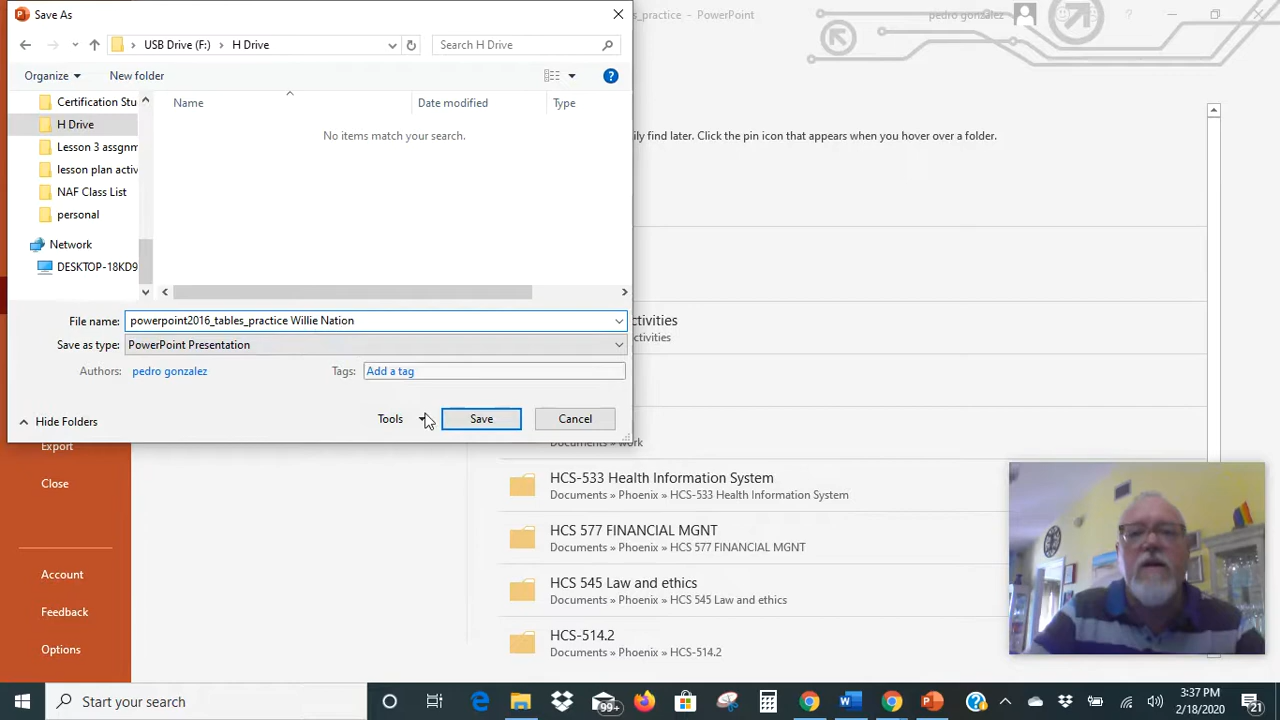 Save As
es_practice - PowerPoint
pedro gonzalez
USB Drive (F:) > H Drive
Search H Drive
Organize
New folder
Certification Stu
H Drive
Lesson 3 assgnm
lesson plan activ
NAF Class List
personal
Network
DESKTOP-18KD9
Name
Date modified
Type
No items match your search.
File name: powerpoint2016_tables_practice Willie Nation
Save as type: PowerPoint Presentation
Authors: pedro gonzalez
Tags: Add a tag
Hide Folders
Tools
Save
Cancel
ily find later. Click the pin icon that appears when you hover over a folder.
ctivities
ctivities
Documents » work
HCS-533 Health Information System
Documents » Phoenix » HCS-533 Health Information System
HCS 577 FINANCIAL MGNT
Documents » Phoenix » HCS 577 FINANCIAL MGNT
HCS 545 Law and ethics
Documents » Phoenix » HCS 545 Law and ethics
HCS-514.2
Documents » Phoenix » HCS-514.2
Export
Close
Account
Feedback
Options
Start your search
99+
3:37 PM
2/18/2020
21